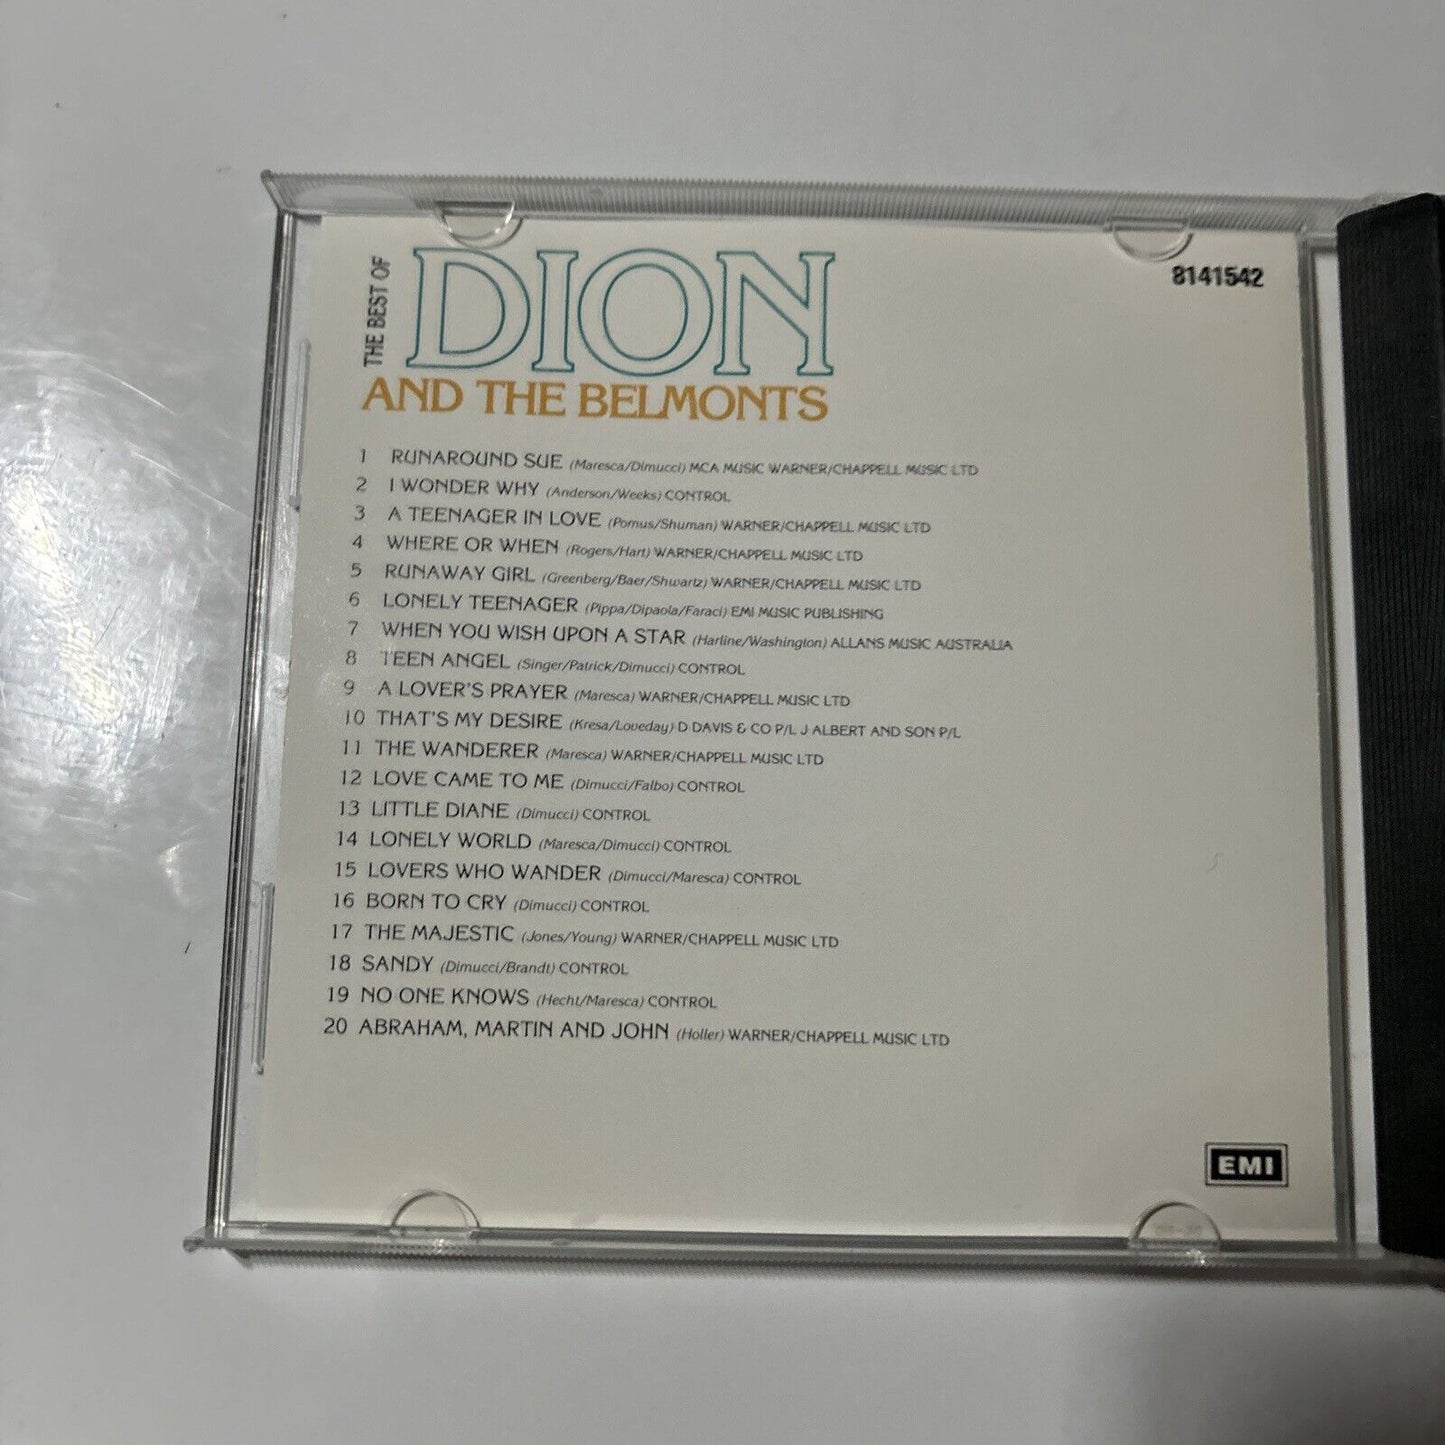 THE BEST OF
DION
AND THE BELMONTS
8141542
1 RUNAROUND SUE (Maresca/Dimucci) MCA MUSIC WARNER/CHAPPELL MUSIC LTD
2 I WONDER WHY (Anderson/Weeks) CONTROL
3 A TEENAGER IN LOVE (Pomus/Shuman) WARNER/CHAPPELL MUSIC LTD
4 WHERE OR WHEN (Rogers/Hart) WARNER/CHAPPELL MUSIC LTD
5 RUNAWAY GIRL (Greenberg/Baer/Shwartz) WARNER/CHAPPELL MUSIC LTD
6 LONELY TEENAGER (Pippa/Dipaola/Faraci) EMI MUSIC PUBLISHING
7 WHEN YOU WISH UPON A STAR (Harline/Washington) ALLANS MUSIC AUSTRALIA
8 TEEN ANGEL (Singer/Patrick/Dimucci) CONTROL
9 A LOVER'S PRAYER (Maresca) WARNER/CHAPPELL MUSIC LTD
10 THAT'S MY DESIRE (Kresa/Loveday) D DAVIS & CO P/L J ALBERT AND SON P/L
11 THE WANDERER (Maresca) WARNER/CHAPPELL MUSIC LTD
12 LOVE CAME TO ME (Dimucci/Falbo) CONTROL
13 LITTLE DIANE (Dimucci) CONTROL
14 LONELY WORLD (Maresca/Dimucci) CONTROL
15 LOVERS WHO WANDER (Dimucci/Maresca) CONTROL
16 BORN TO CRY (Dimucci) CONTROL
17 THE MAJESTIC (Jones/Young) WARNER/CHAPPELL MUSIC LTD
18 SANDY (Dimucci/Brandt) CONTROL
19 NO ONE KNOWS (Hecht/Maresca) CONTROL
20 ABRAHAM, MARTIN AND JOHN (Holler) WARNER/CHAPPELL MUSIC LTD
EMI